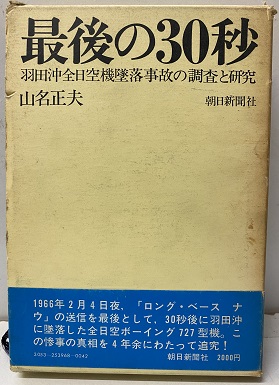 最後の30秒
羽田沖全日空機墜落事故の調査と研究
山名正夫
朝日新聞社
1966年2月4日夜,「ロング・ベース ナ
ウ」の送信を最後として,30秒後に羽田沖
に墜落した全日空ボーイング727型機。こ
の惨事の真相を4年余にわたって追究!
0053-253968-0042
朝日新聞社 2000円